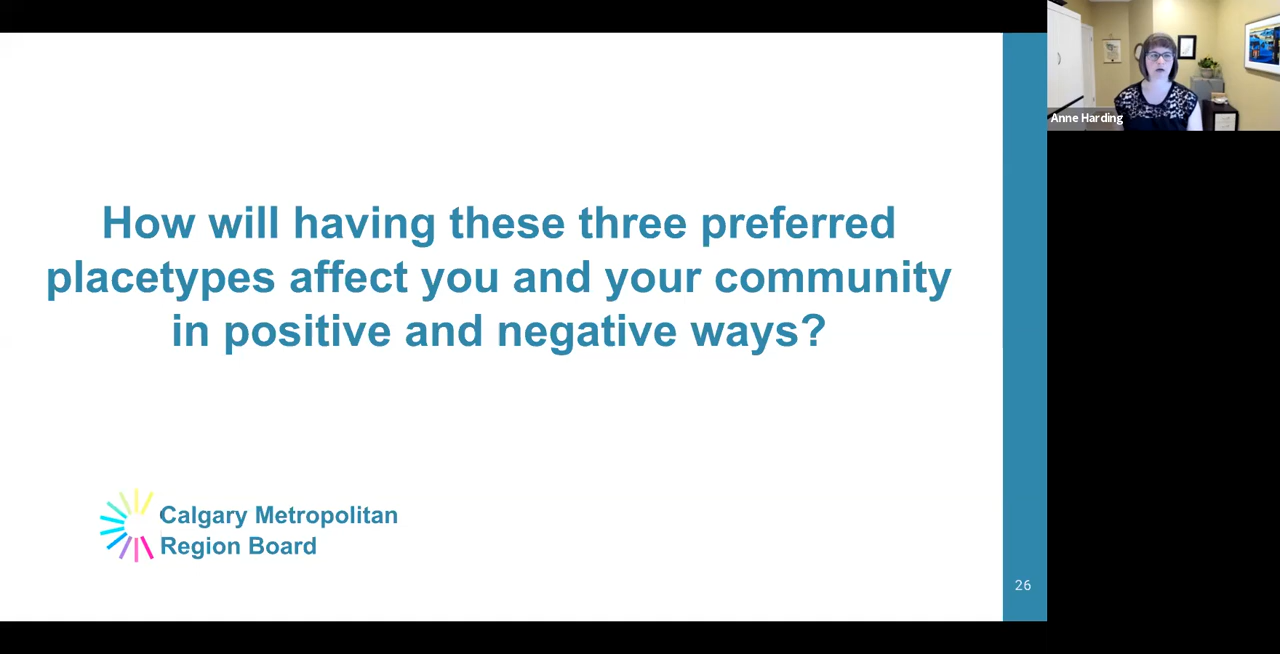 How will having these three preferred
placetypes affect you and your community
in positive and negative ways?
Calgary Metropolitan
Region Board
26
Anne Harding